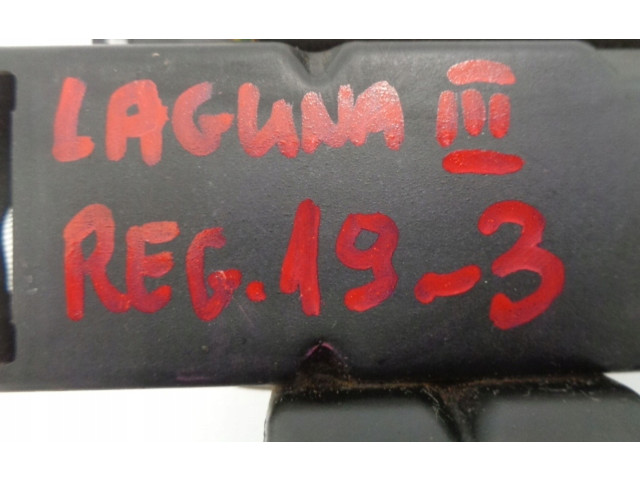 LAGUNA III
REG. 19-3